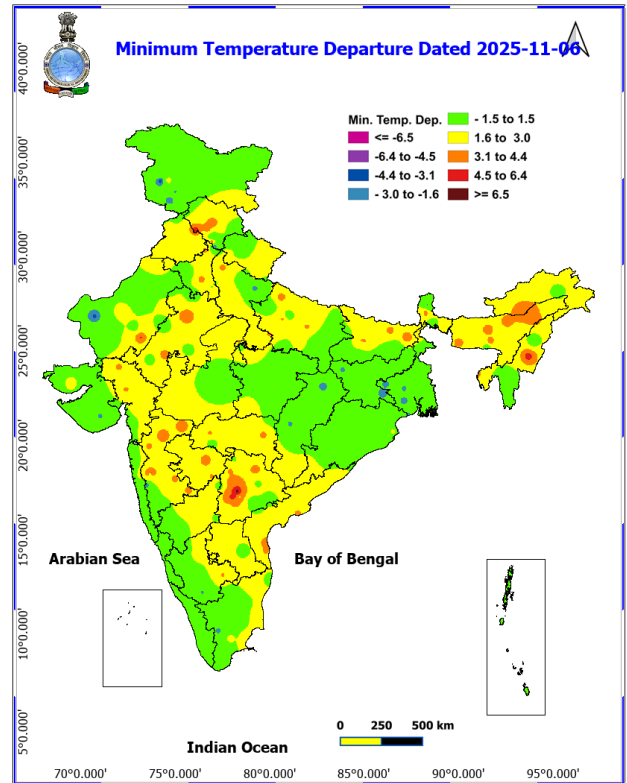 Minimum Temperature Departure Dated 2025-11-06
Min. Temp. Dep.
<= -6.5
-6.4 to -4.5
-4.4 to -3.1
- 3.0 to -1.6
- 1.5 to 1.5
1.6 to 3.0
3.1 to 4.4
4.5 to 6.4
>= 6.5
40°0.000'
35°0.000'
30°0.000'
25°0.000'
20°0.000'
15°0.000'
10°0.000'
5°0.000'
Arabian Sea
Bay of Bengal
Indian Ocean
0 250 500 km
70°0.000' 75°0.000' 80°0.000' 85°0.000' 90°0.000' 95°0.000'